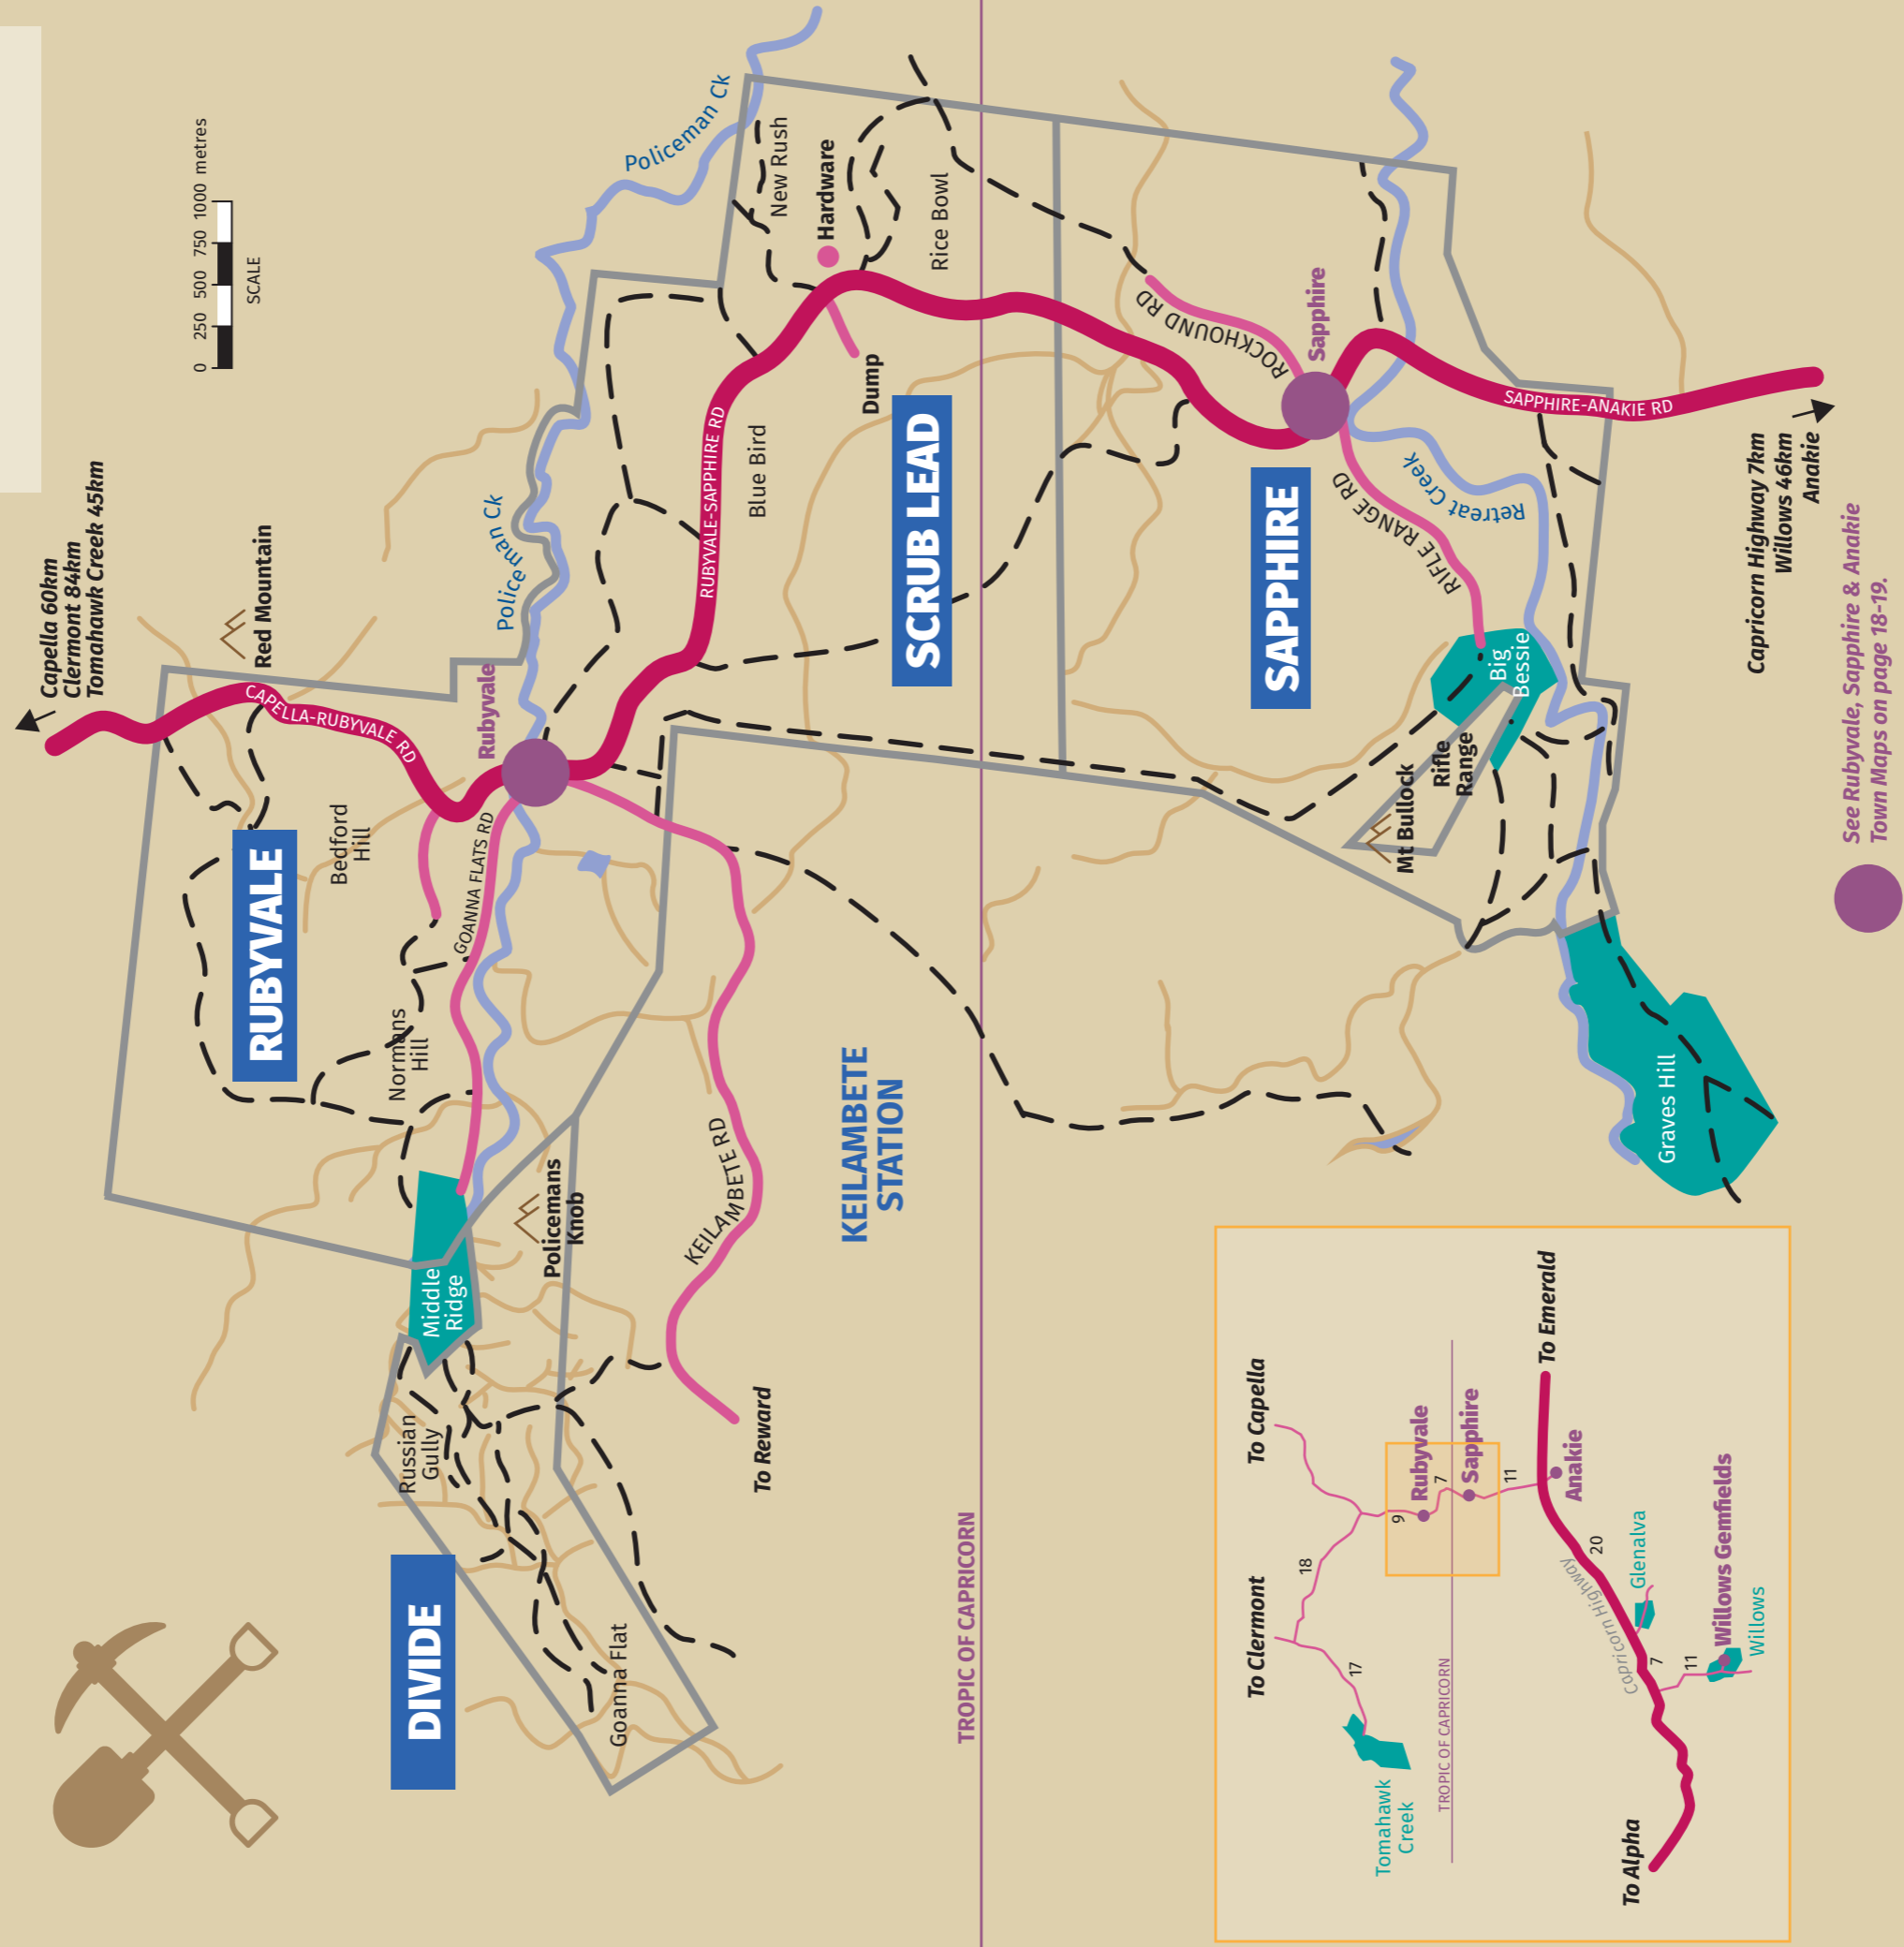 Capella 60km
Clermont 84km
Tomahawk Creek 45km
Red Mountain
CAPELLA-RUBYVALE RD
RUBYVALE
Bedford
Hill
Normans
Hill
GOANNA FLATS RD
Rubyvale
Policeman Ck
Policeman Ck
0 250 500 750 1000 metres
SCALE
New Rush
Hardware
Rice Bowl
Dump
Blue Bird
RUBYVALE-SAPPHIRE RD
SCRUB LEAD
Middle
Ridge
Policemans
Knob
Russian
Gully
DIVIDE
Goanna Flat
KEILAMBETE RD
To Reward
KEILAMBETE
STATION
TROPIC OF CAPRICORN
ROCKHOUND RD
Sapphire
SAPPHIRE
RIFLE RANGE RD
Retreat Creek
SAPPHIRE-ANAKIE RD
Big
Bessie
Rifle
Range
Mt Bullock
Graves Hill
Capricorn Highway 7km
Willows 46km
Anakie
See Rubyvale, Sapphire & Anakie
Town Maps on page 18-19.
To Capella
To Clermont
To Emerald
To Alpha
Rubyvale
Sapphire
Anakie
9
7
11
18
17
20
7
11
Capricorn Highway
Glenalva
Willows Gemfields
Willows
Tomahawk
Creek
TROPIC OF CAPRICORN